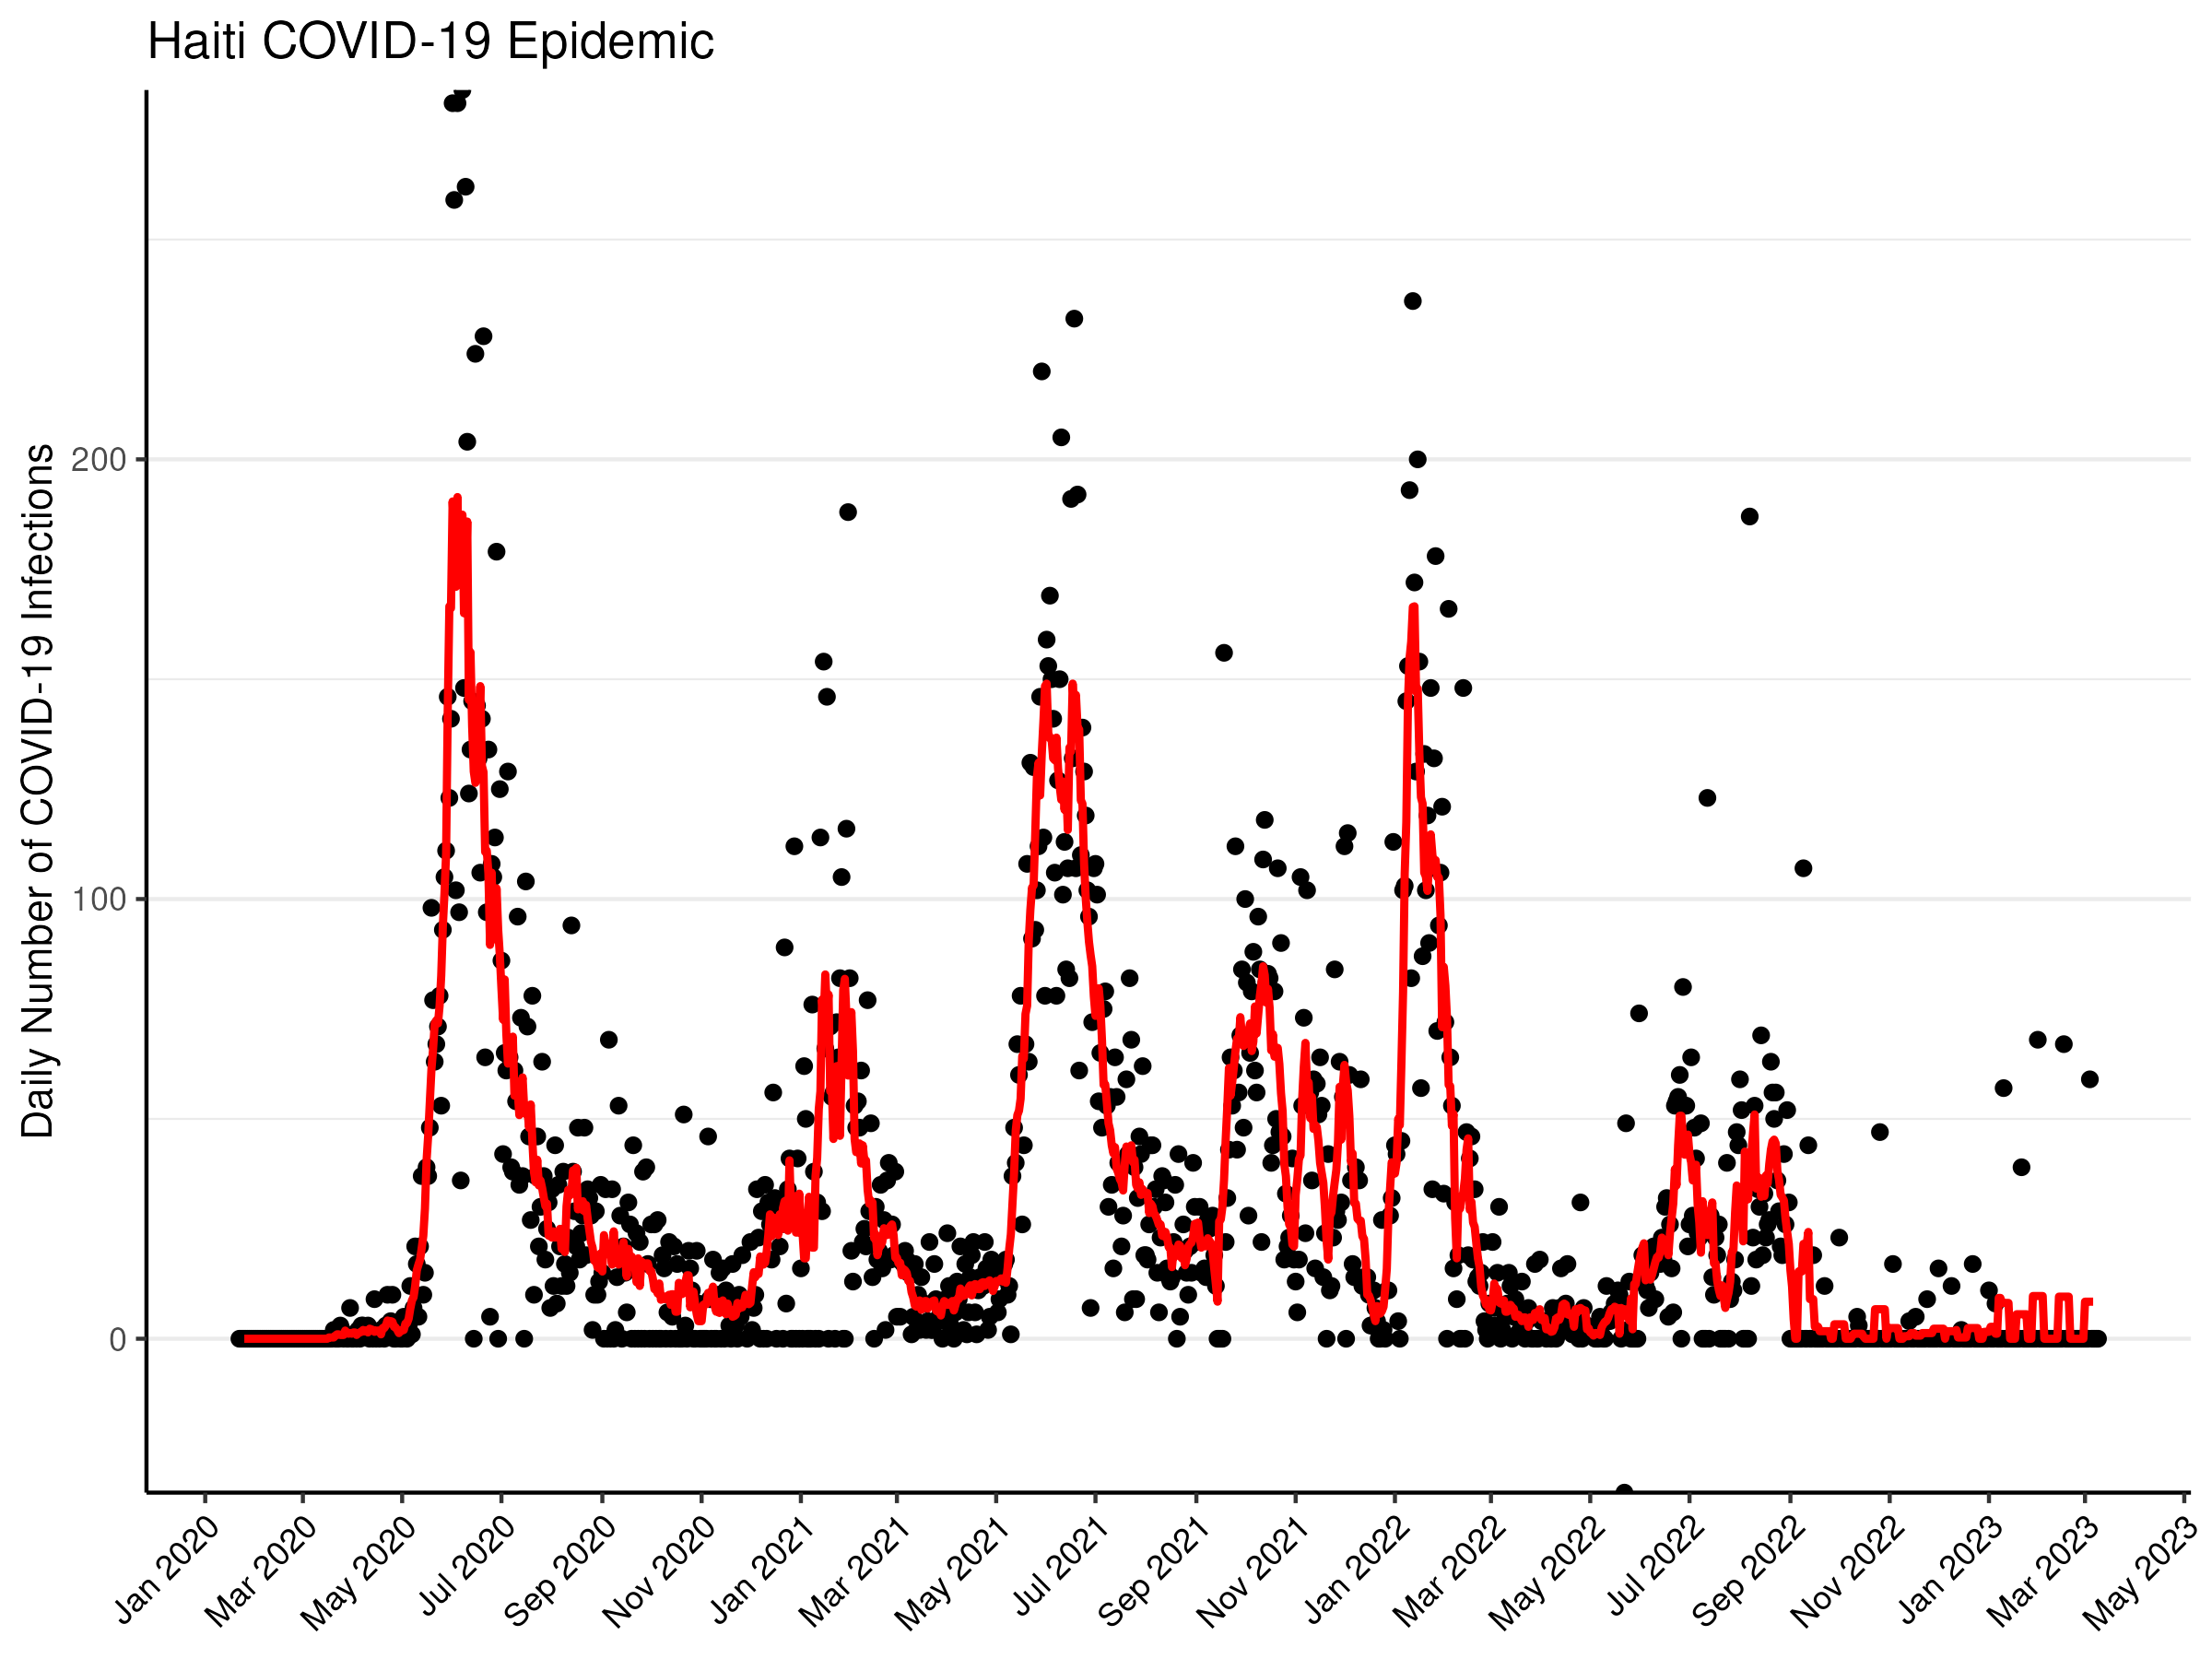 Haiti COVID-19 Epidemic
Daily Number of COVID-19 Infections
200
100
0
Jan 2020
Mar 2020
May 2020
Jul 2020
Sep 2020
Nov 2020
Jan 2021
Mar 2021
May 2021
Jul 2021
Sep 2021
Nov 2021
Jan 2022
Mar 2022
May 2022
Jul 2022
Sep 2022
Nov 2022
Jan 2023
Mar 2023
May 2023